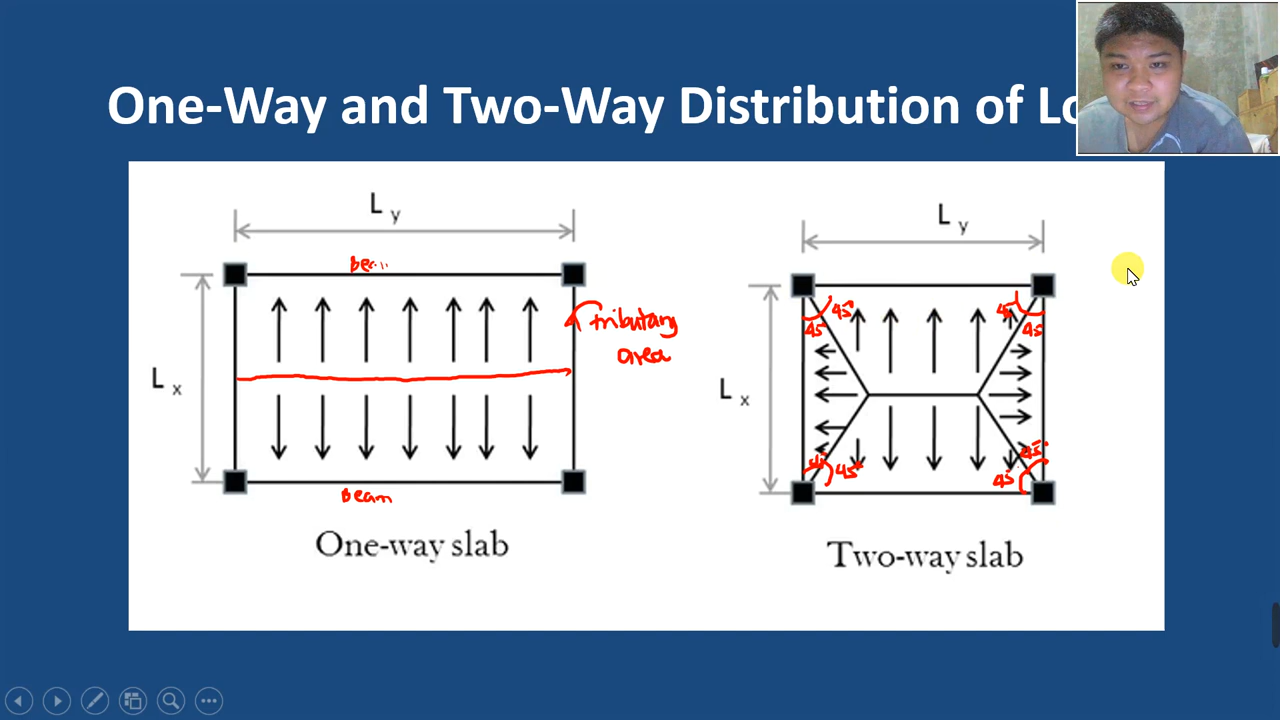 One-Way and Two-Way Distribution of Lo
L y
Beam
L x
tributary
area
Beam
One-way slab
L y
45°
45
45
45
L x
45
45°
45°
45
Two-way slab